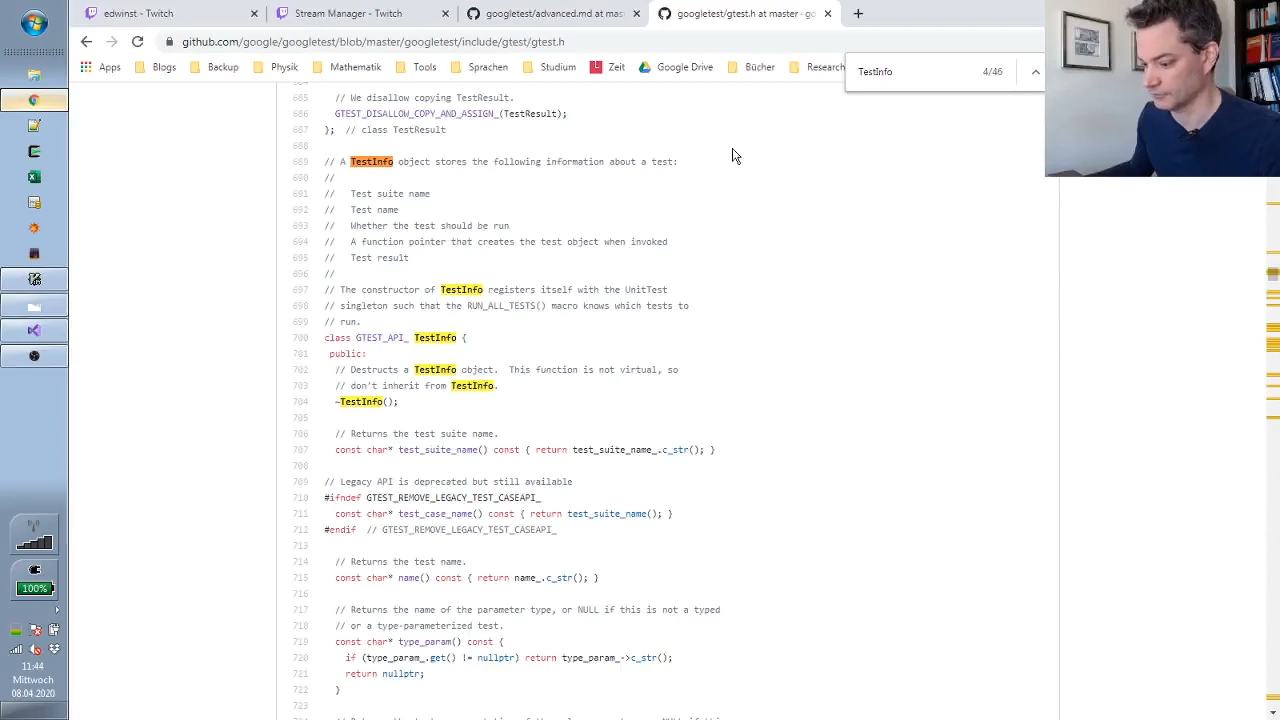 edwinst - Twitch
Stream Manager - Twitch
googletest/advanced.md at mast
googletest/gtest.h at master · go
github.com/google/googletest/blob/master/googletest/include/gtest/gtest
Apps
Blogs
Backup
Physik
Mathem
Tools
Sprachen
Studium
Zeit
Google Drive
Bücher
Research
TestInfo
4/46
685 // We disallow copying TestResult.
686 GTEST_DISALLOW_COPY_AND_ASSIGN_(TestResult);
687 }; // class TestResult
688
689 // A TestInfo object stores the following information about a test:
690 //
691 // Test suite name
692 // Test name
693 // Whether the test should be run
694 // A function pointer that creates the test object when invoked
695 // Test result
696 //
697 // The constructor of TestInfo registers itself with the UnitTest
698 // singleton such that the RUN_ALL_TESTS() macro knows which tests to
699 // run.
700 class GTEST_API_ TestInfo {
701 public:
702 // Destructs a TestInfo object. This function is not virtual, so
703 // don't inherit from TestInfo.
704 ~TestInfo();
705
706 // Returns the test suite name.
707 const char* test_suite_name() const { return test_suite_name_.c_str(); }
708
709 // Legacy API is deprecated but still available
710 #ifndef GTEST_REMOVE_LEGACY_TEST_CASEAPI_
711 const char* test_case_name() const { return test_suite_name(); }
712 #endif // GTEST_REMOVE_LEGACY_TEST_CASEAPI_
713
714 // Returns the test name.
715 const char* name() const { return name_.c_str(); }
716
717 // Returns the name of the parameter type, or NULL if this is not a typed
718 // or a type-parameterized test.
719 const char* type_param() const {
720 if (type_param_.get() != nullptr) return type_param_->c_str();
721 return nullptr;
722 }
723
100%
11:44
Mittwoch
08.04.2020